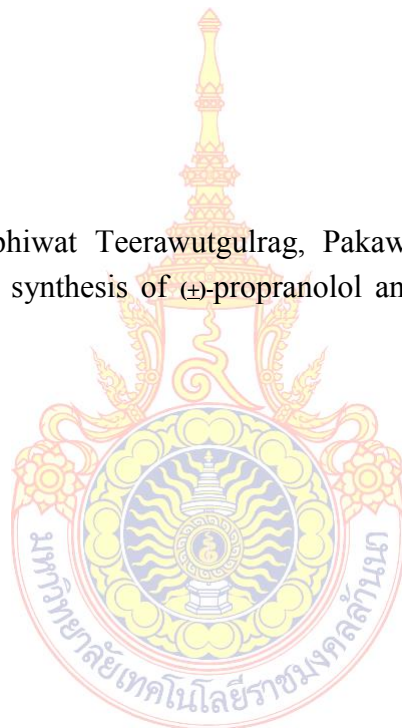 phiwat Teerawutgulrag, Pakaw
synthesis of (±)-propranolol an
มหาวิทยาลัยเทคโนโลยีราชมงคลล้านนา